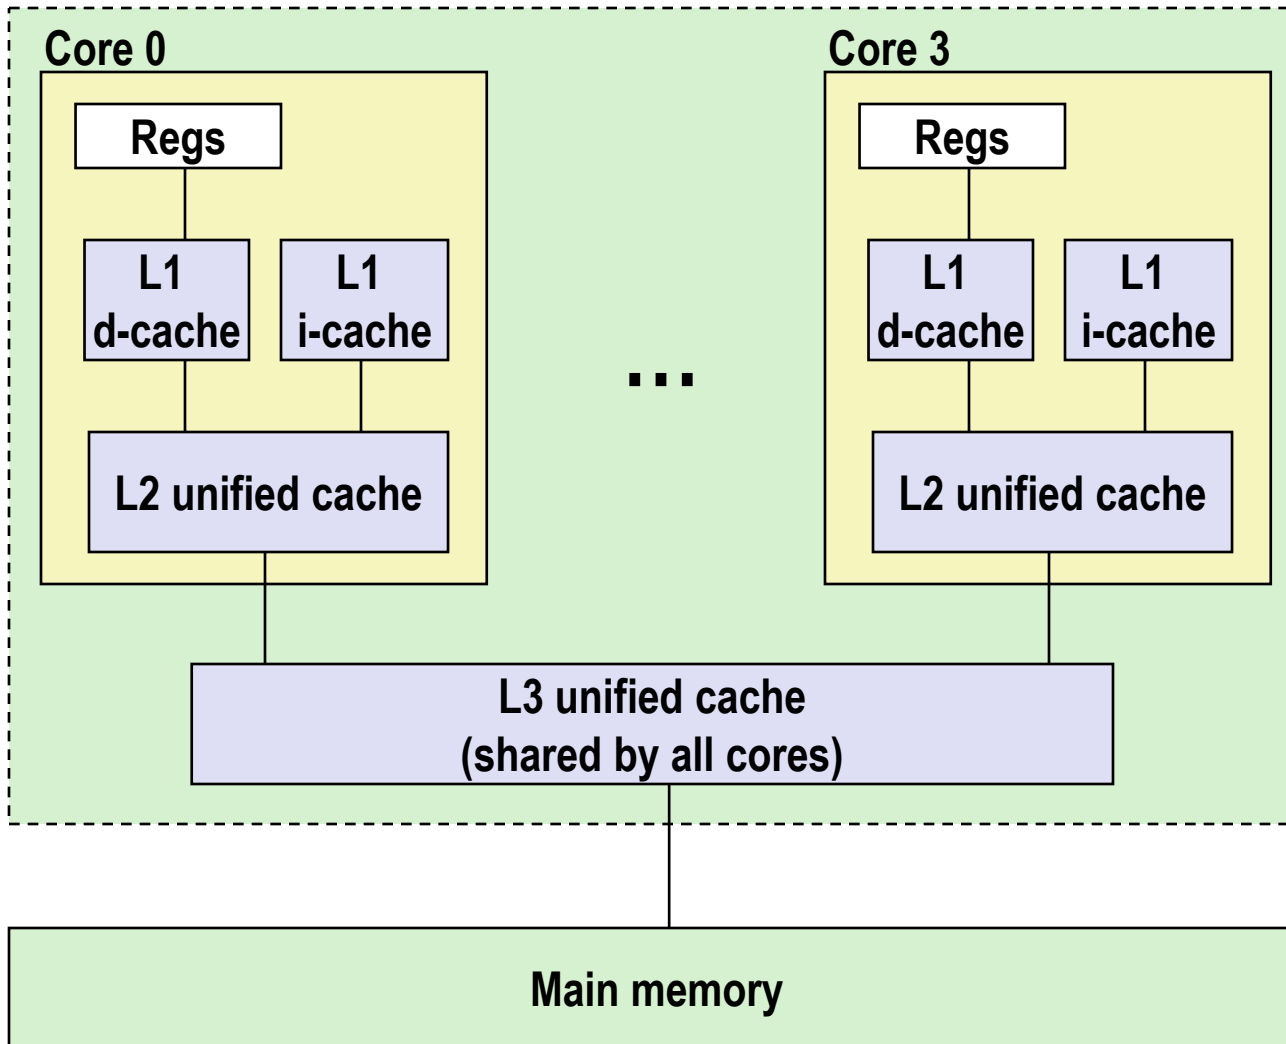 Core 0
Core 3
Regs
Regs
L1
d-cache
L1
i-cache
L1
d-cache
L1
i-cache
...
L2 unified cache
L2 unified cache
L3 unified cache
(shared by all cores)
Main memory